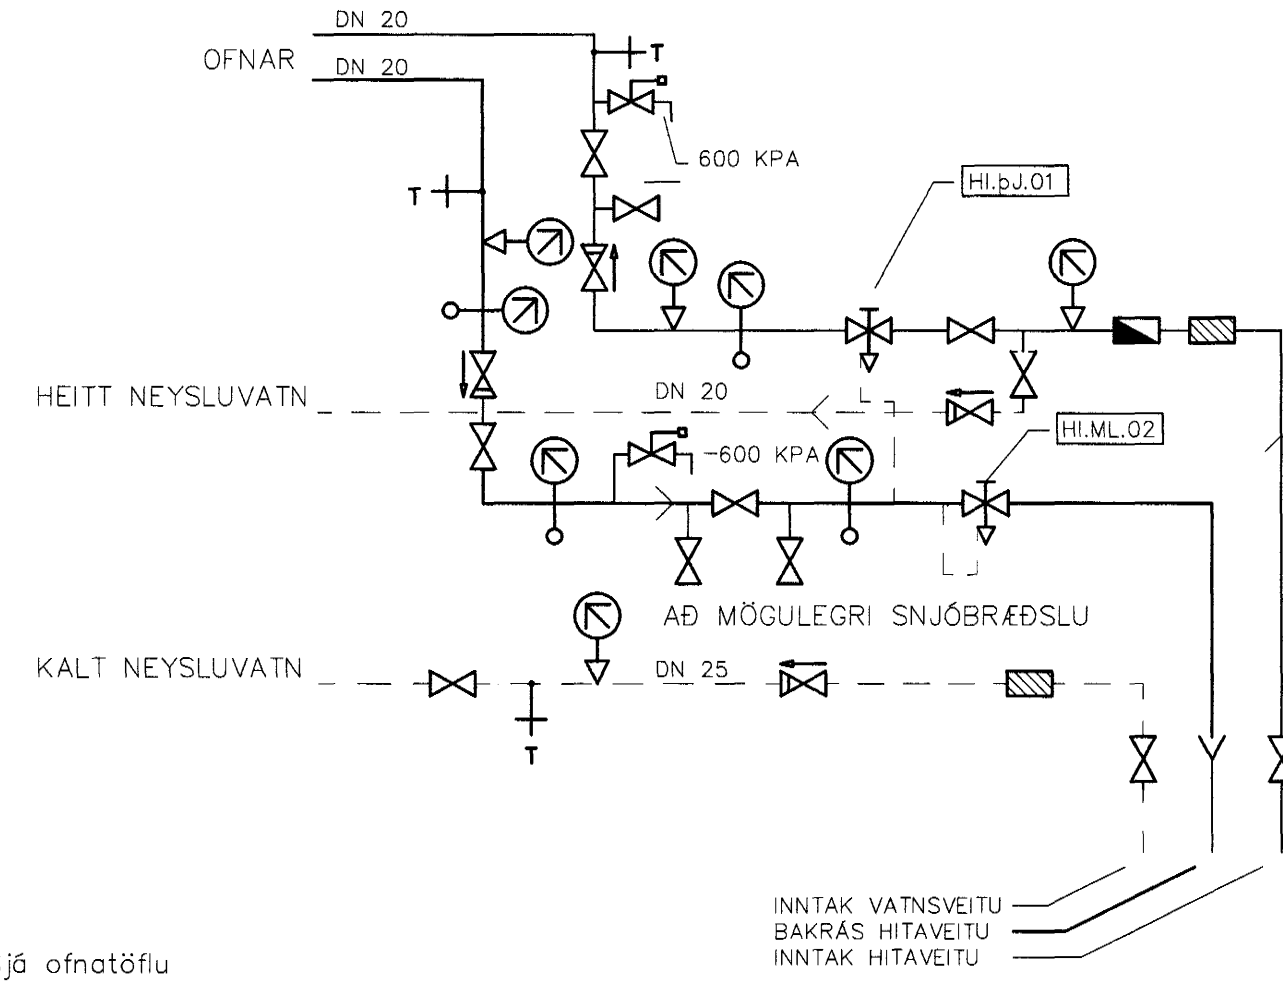 DN 20
OFNAR
DN 20
T
600 KPA
T
HI.þJ.01
HEITT NEYSLUVATN
DN 20
HI.ML.02
-600 KPA
AÐ MÖGULEGRI SNJÓBRÆÐSLU
KALT NEYSLUVATN
DN 25
T
INNTAK VATNSVEITU
BAKRÁS HITAVEITU
INNTAK HITAVEITU
já ofnatöflu